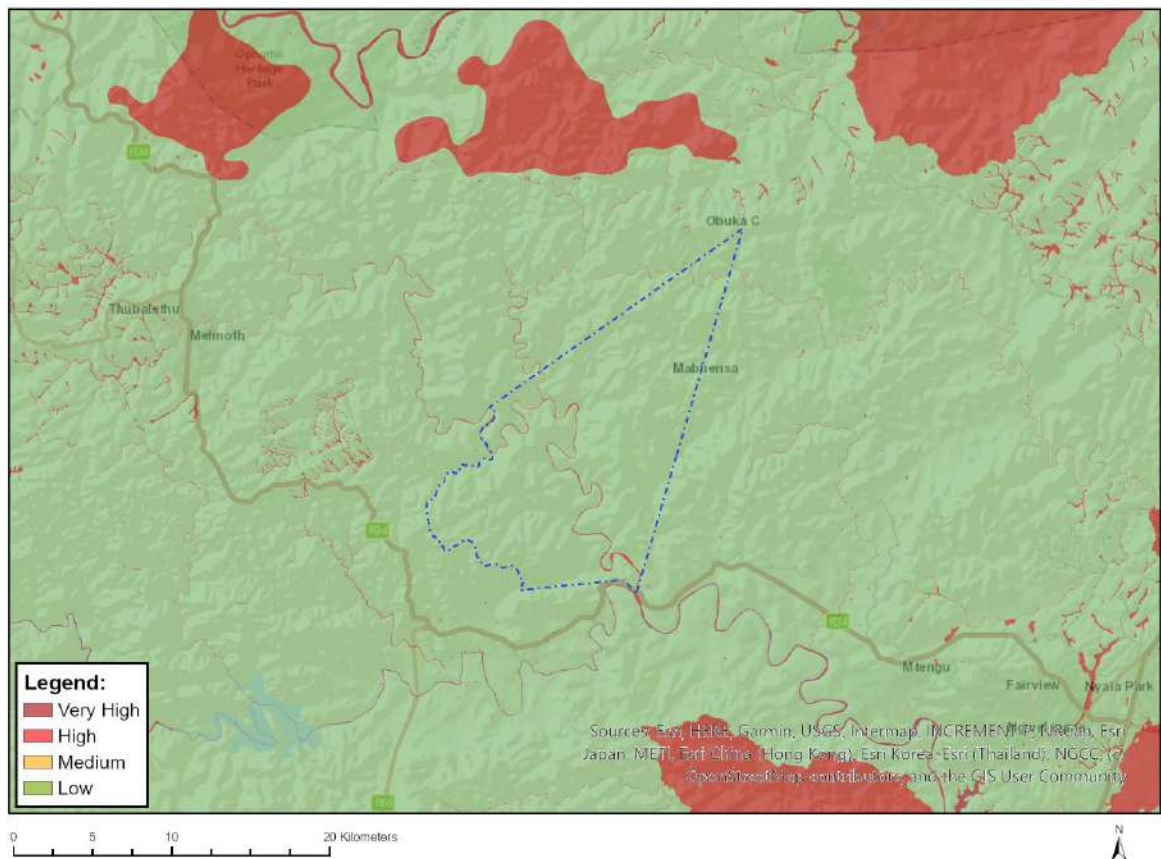 Ophathe
Heritage
Park
R34
Obuka C
Thubalethu
Melmoth
Mabhensa
R34
R34
Mtengu
Fairview
Nyala Park
R66
Legend:
Very High
High
Medium
Low
Sources: Esri, HERE, Garmin, USGS, Intermap, INCREMENT P, NRCan, Esri
Japan, METI, Esri China (Hong Kong), Esri Korea, Esri (Thailand), NGCC, (c)
OpenStreetMap contributors, and the GIS User Community
0 5 10 20 Kilometers
N